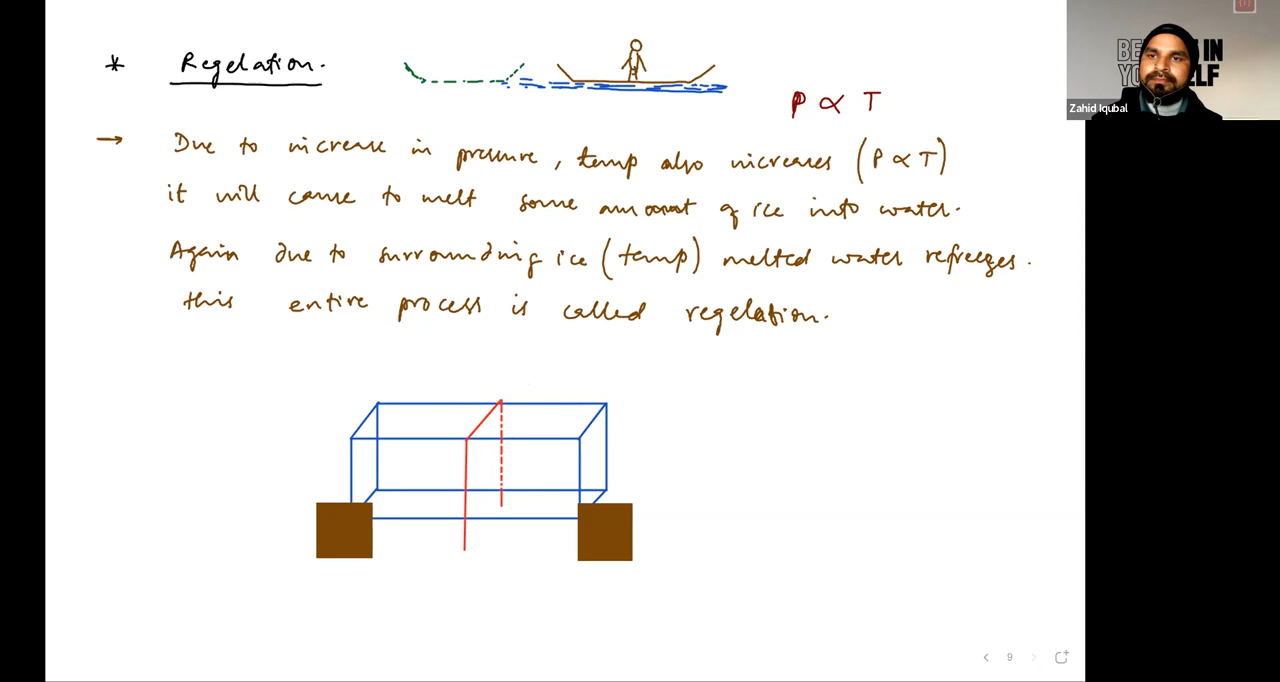 * Regelation.
P ∝ T
→ Due to increase in pressure, temp also increases (P ∝ T)
it will cause to melt some amount of ice into water.
Again due to surrounding ice (temp) melted water refreezes.
this entire process is called regelation.
Zahid Iqubal
9